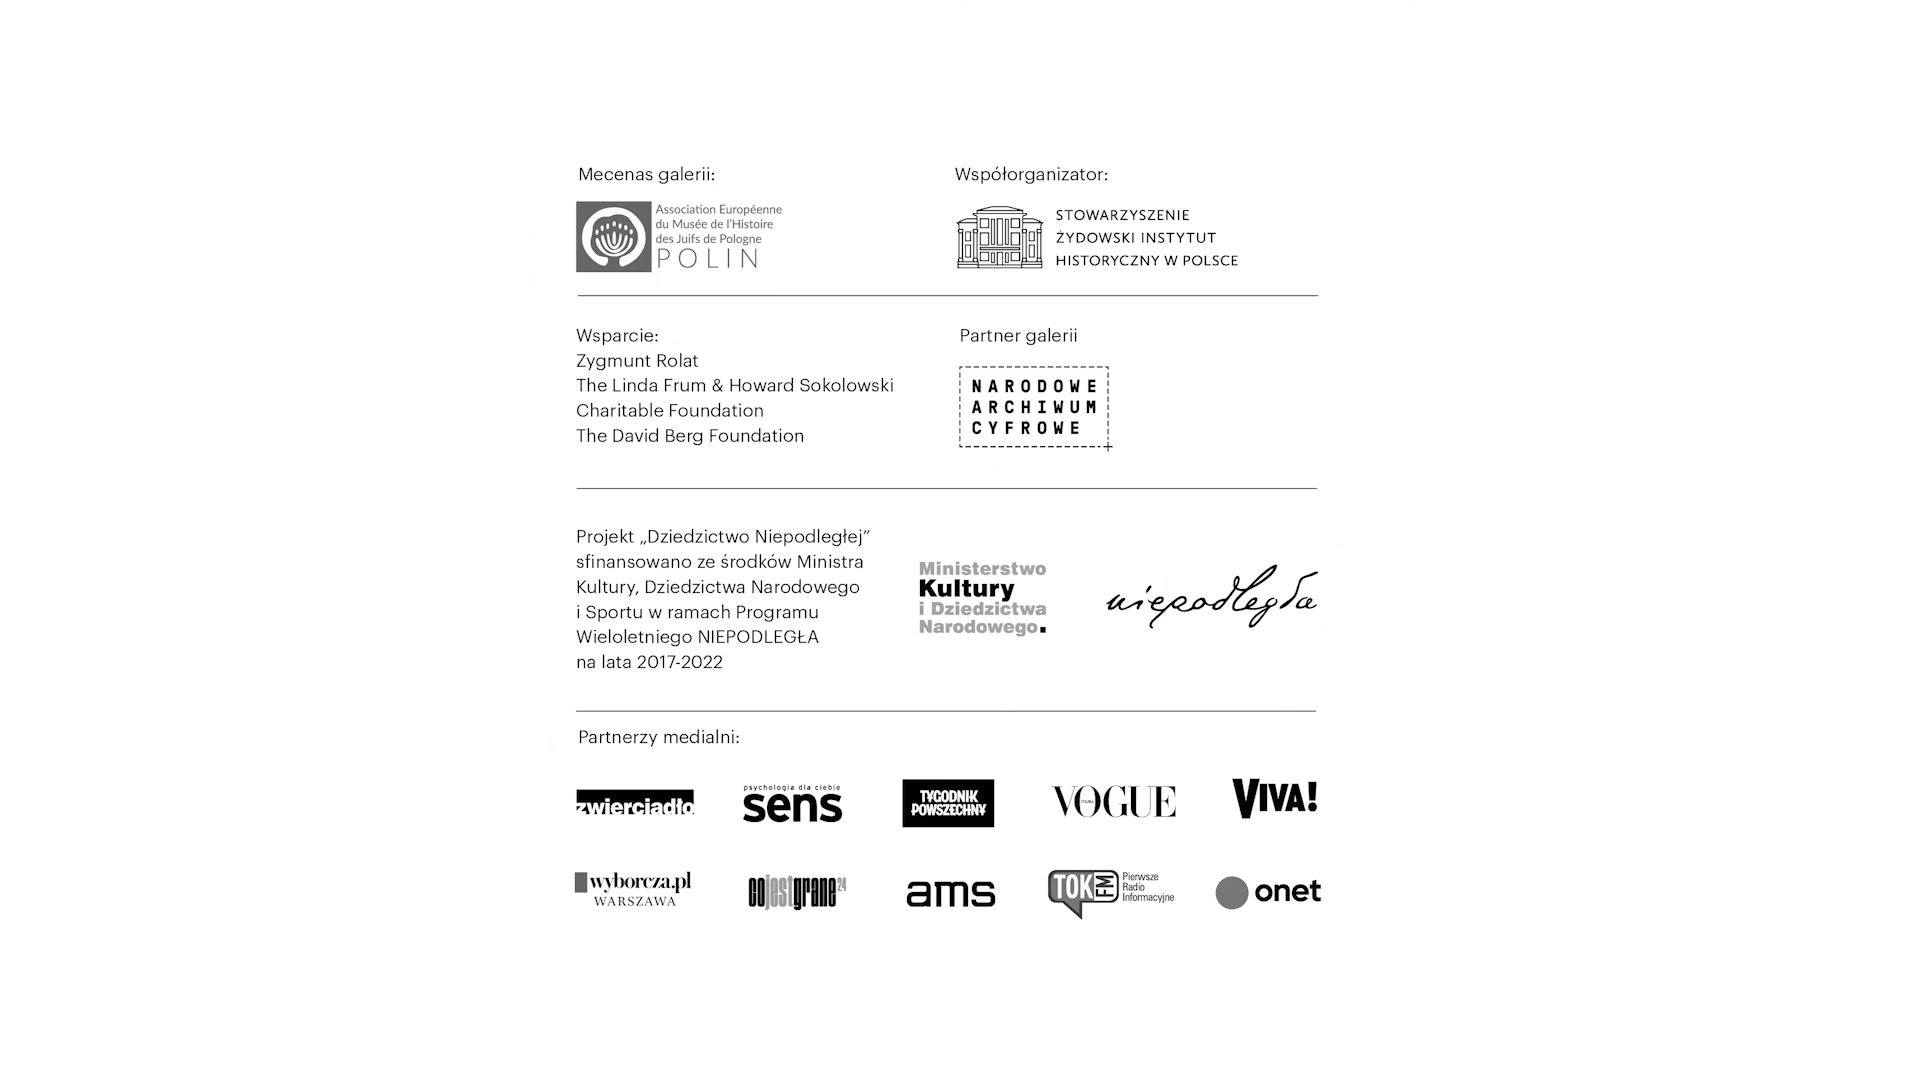 Mecenas galerii:
Association Européenne
du Musée de l'Histoire
des Juifs de Pologne
POLIN
Współorganizator:
STOWARZYSZENIE
ŻYDOWSKI INSTYTUT
HISTORYCZNY W POLSCE
Wsparcie:
Zygmunt Rolat
The Linda Frum & Howard Sokolowski
Charitable Foundation
The David Berg Foundation
Partner galerii
NARODOWE
ARCHIWUM
CYFROWE
Projekt „Dziedzictwo Niepodległej”
sfinansowano ze środków Ministra
Kultury, Dziedzictwa Narodowego
i Sportu w ramach Programu
Wieloletniego NIEPODLEGŁA
na lata 2017-2022
Ministerstwo
Kultury
i Dziedzictwa
Narodowego.
niepodległa
Partnerzy medialni:
zwierciadło
psychologia dla ciebie
sens
TYGODNIK
POWSZECHNY
VOGUE
VIVA!
wyborcza.pl
WARSZAWA
cojestgrane24
ams
TOK FM
Pierwsze
Radio
Informacyjne
onet